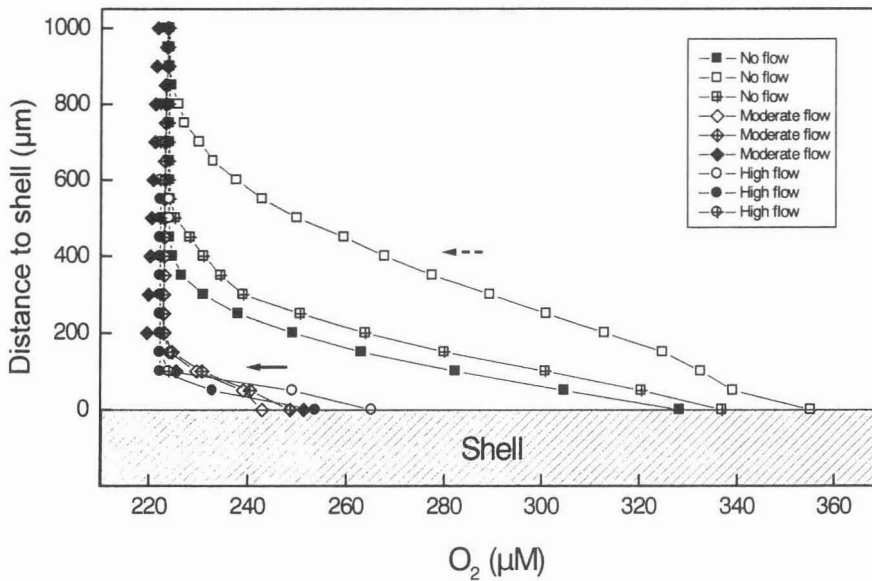 1000
800
600
400
200
0
Distance to shell (μm)
No flow
No flow
No flow
Moderate flow
Moderate flow
Moderate flow
High flow
High flow
High flow
Shell
220 240 260 280 300 320 340 360
O₂ (μM)